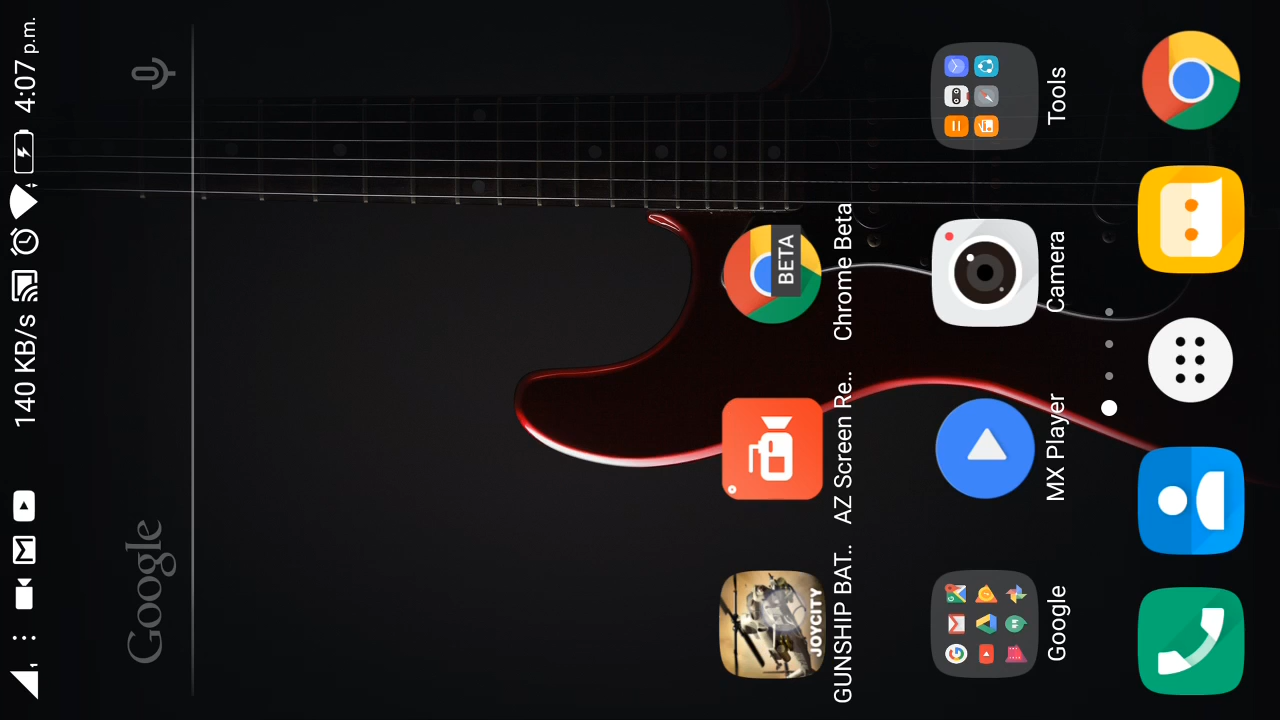 140 KB/s 4:07 p.m.
Google
BETA
JOYCITY
GUNSHIP BAT..
AZ Screen Re..
Chrome Beta
Google
MX Player
Camera
Tools